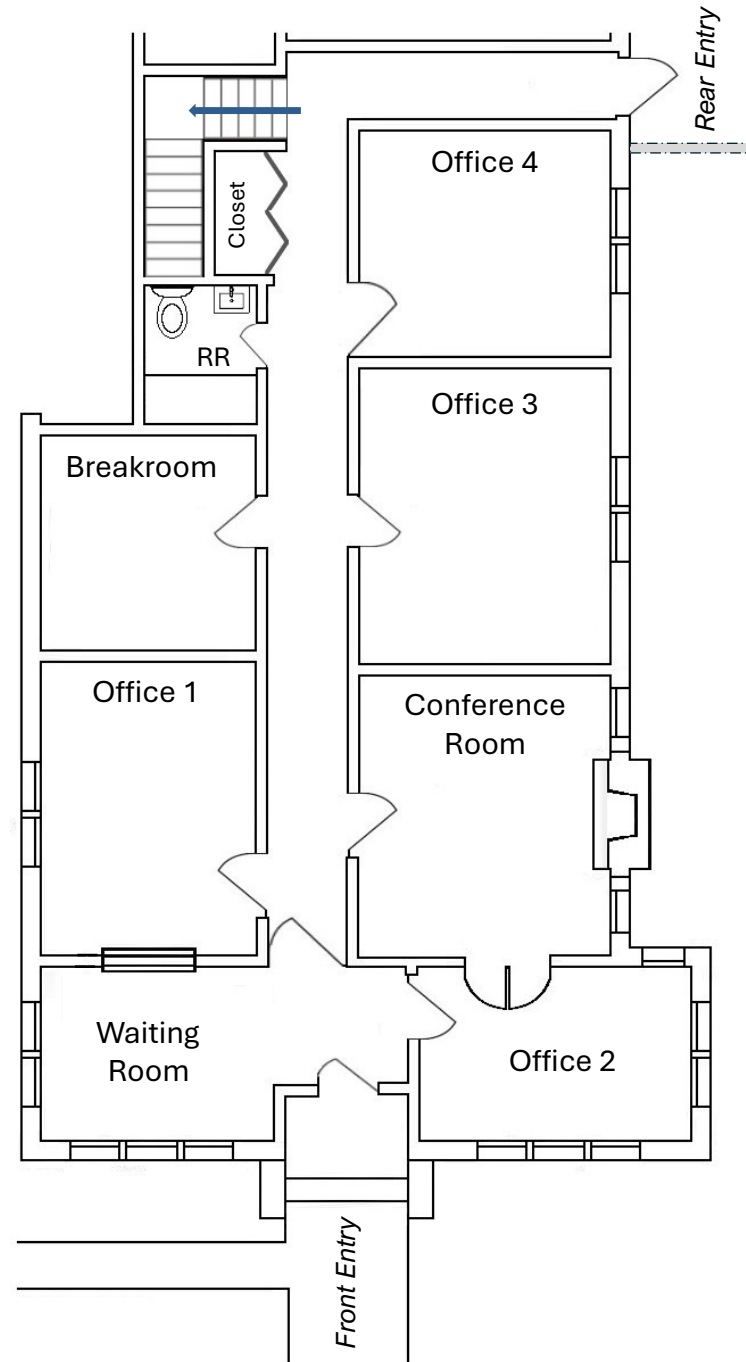 Rear Entry
Office 4
Closet
RR
Office 3
Breakroom
Office 1
Conference
Room
Waiting
Room
Office 2
Front Entry